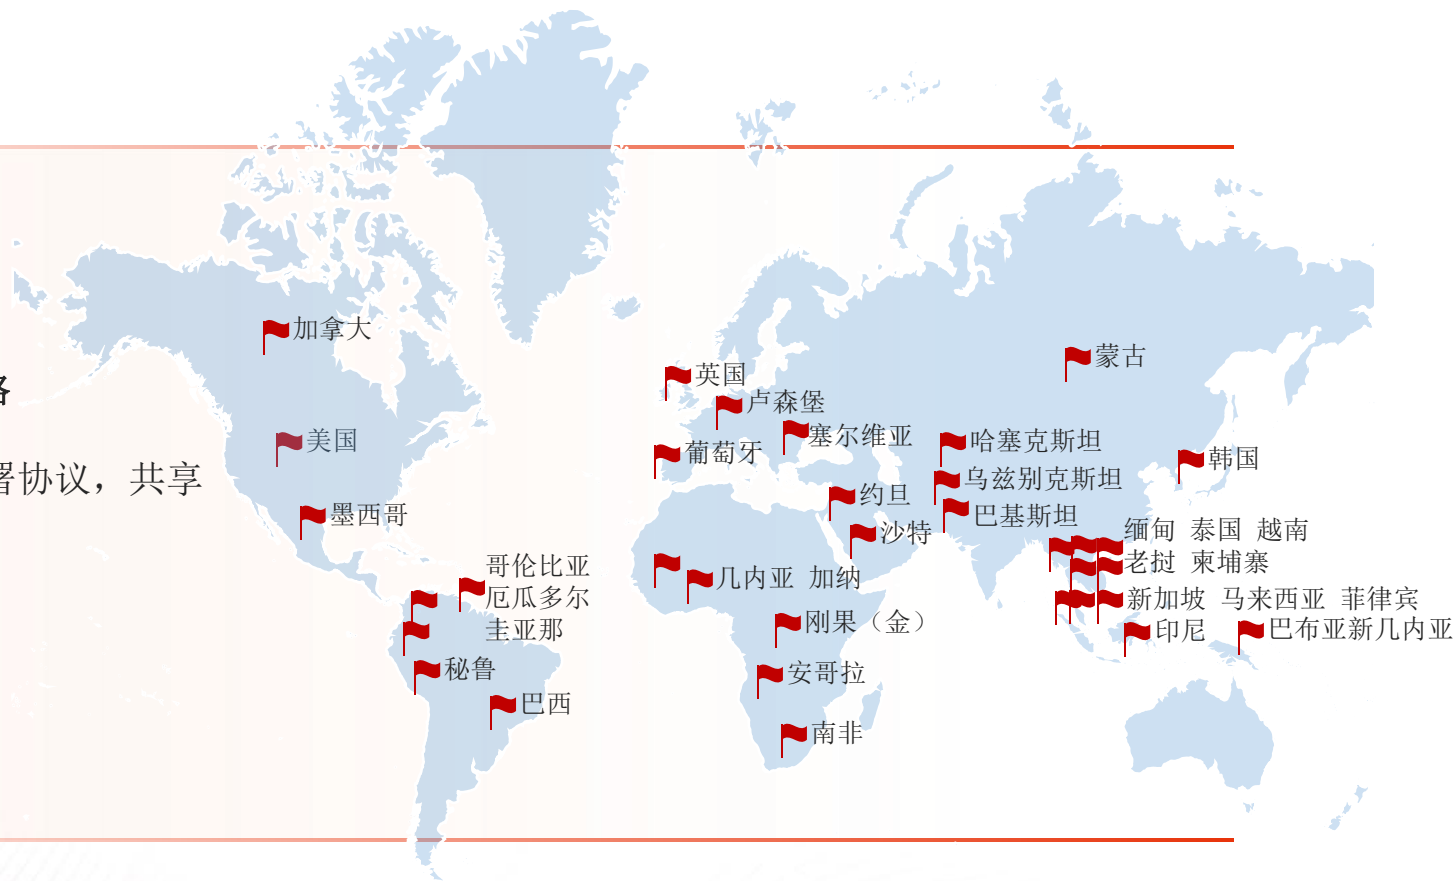 加拿大
蒙古
英国
略
卢森堡
塞尔维亚
美国
葡萄牙
哈塞克斯坦
韩国
署协议，共享
乌兹别克斯坦
约旦
墨西哥
巴基斯坦
沙特
缅甸 泰国 越南
老挝 柬埔寨
哥伦比亚
几内亚 加纳
厄瓜多尔
新加坡 马来西亚 菲律宾
圭亚那
刚果（金）
印尼
巴布亚新几内亚
秘鲁
安哥拉
巴西
南非